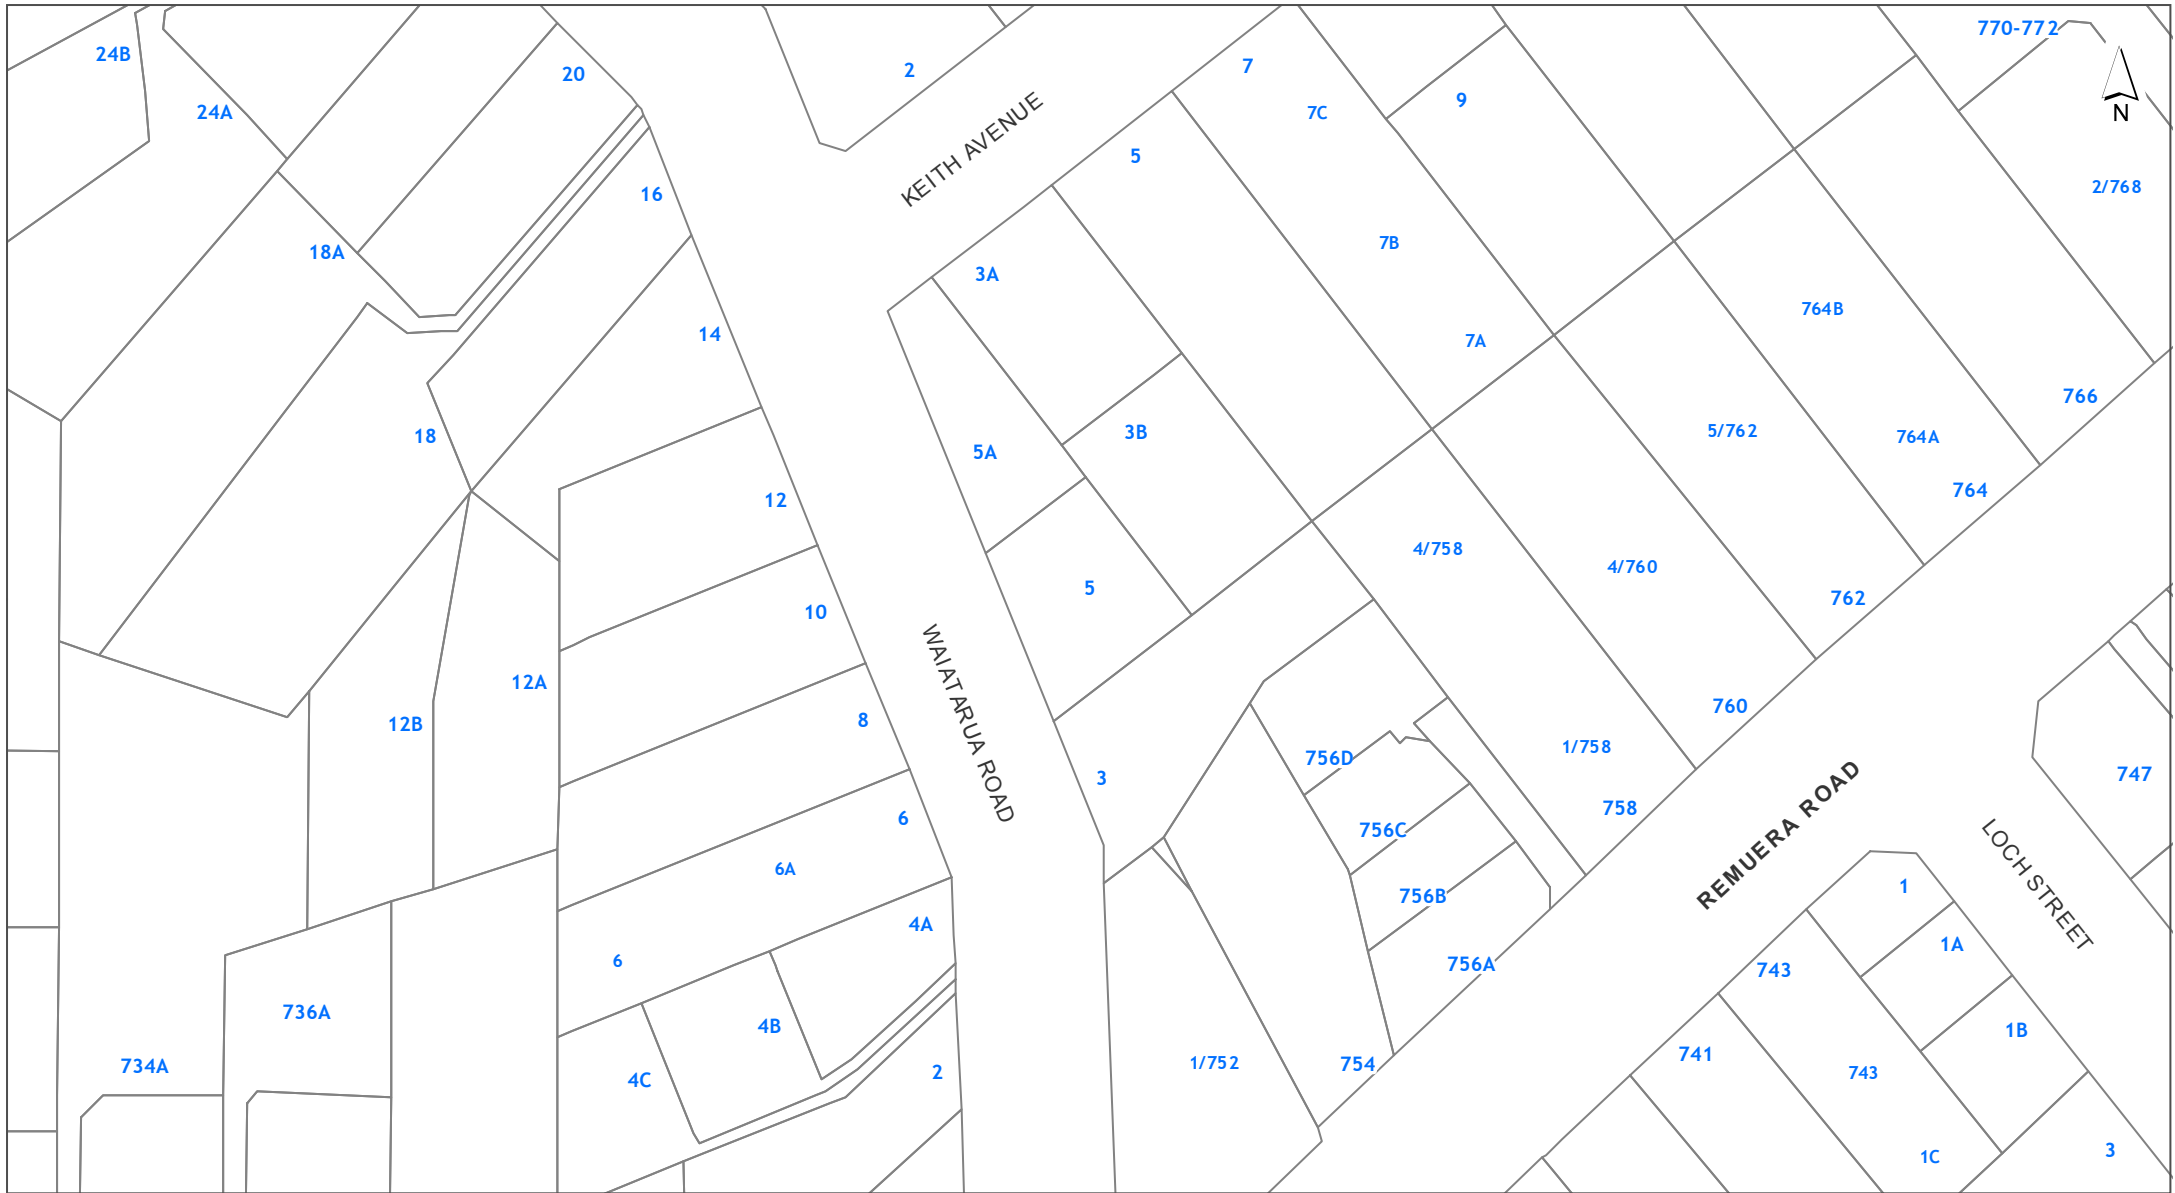 770-772
24B
2
7
20
9
24A
7C
N
KEITH AVENUE
5
2/768
16
7B
18A
3A
764B
14
7A
766
3B
5/762
18
764A
5A
764
12
4/758
4/760
5
762
10
WAIATARUA ROAD
12A
760
8
12B
1/758
756D
747
3
758
6
756C
REMUERA ROAD
6A
LOCH STREET
1
756B
4A
1A
6
756A
743
736A
4B
1B
741
1/752
754
734A
2
743
4C
3
1C